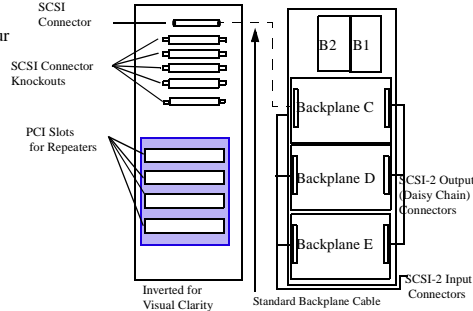 SCSI
Connector
ur
SCSI Connector
Knockouts
PCI Slots
for Repeaters
Inverted for
Visual Clarity
Standard Backplane Cable
B2 B1
Backplane C
Backplane D
Backplane E
SCSI-2 Output
(Daisy Chain)
Connectors
SCSI-2 Input
Connectors